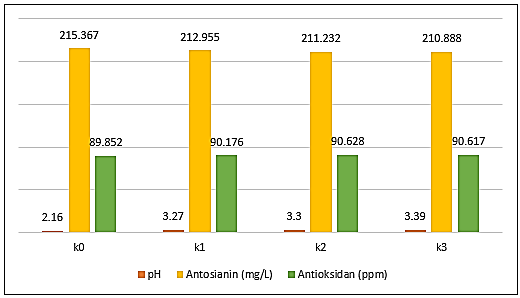 215.367
212.955
211.232
210.888
89.852
90.176
90.628
90.617
2.16
3.27
3.3
3.39
k0
k1
k2
k3
pH
Antosianin (mg/L)
Antioksidan (ppm)